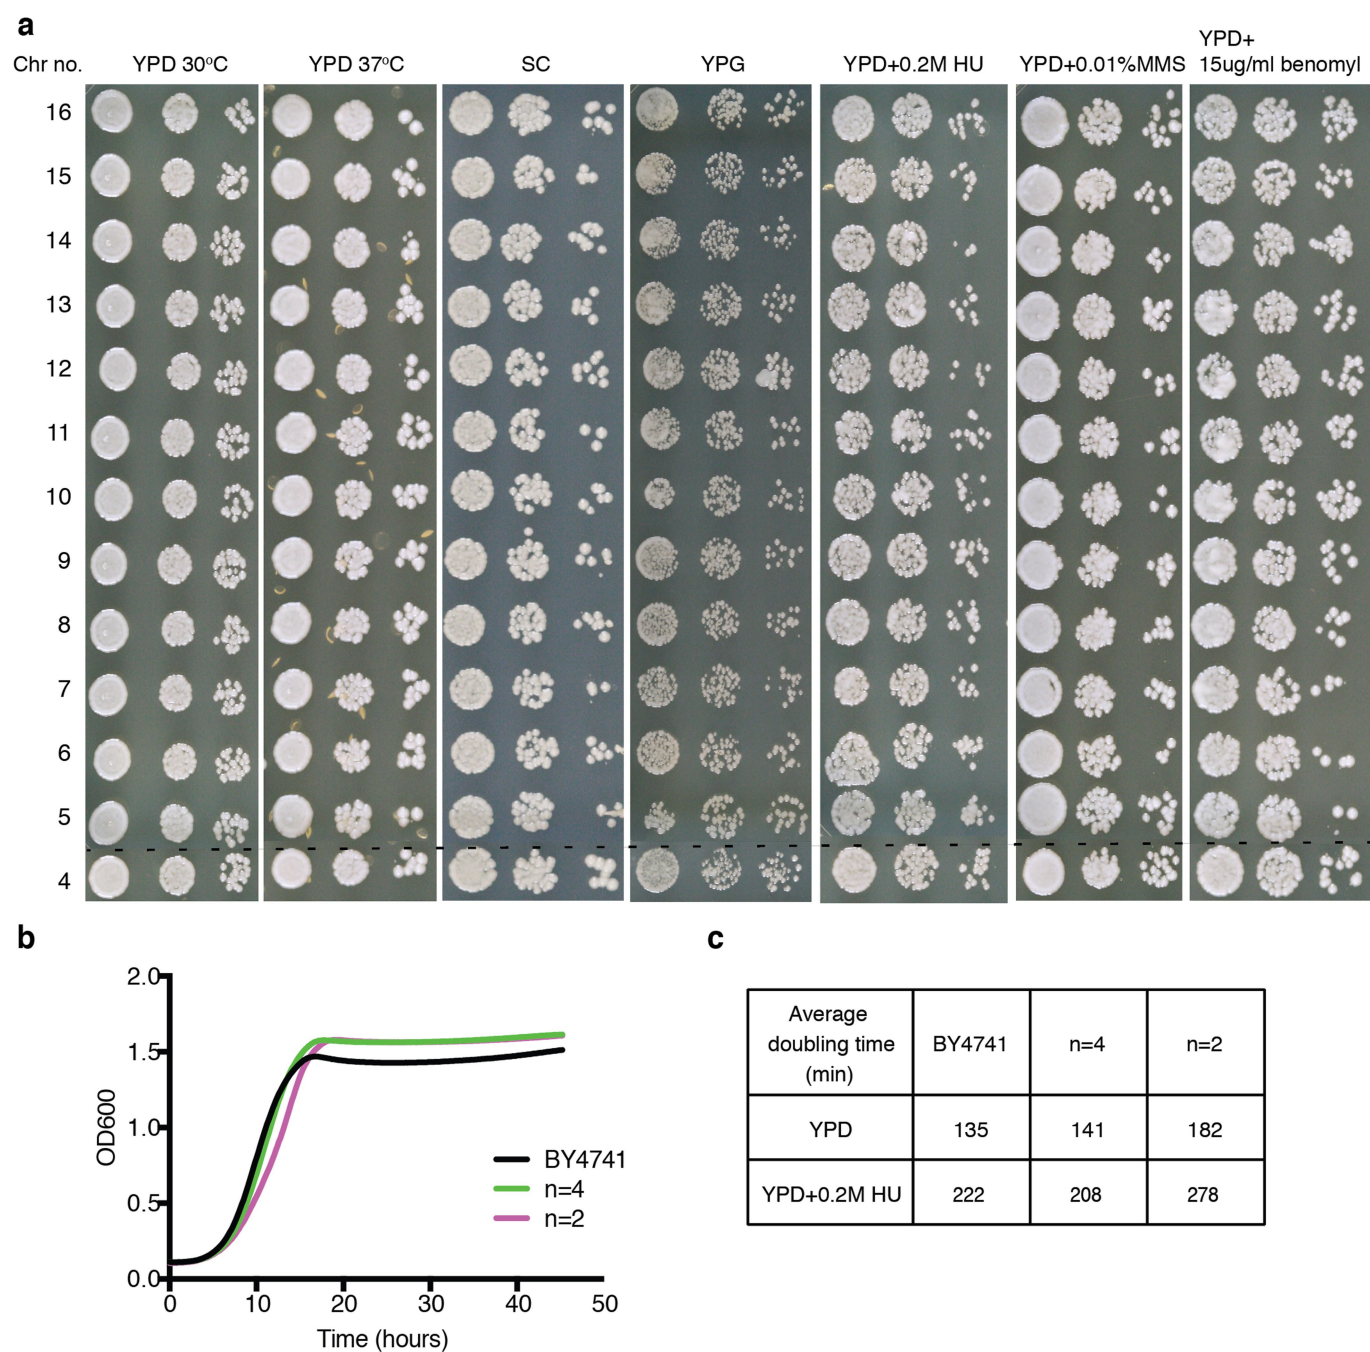 a
Chr no.
YPD 30°C
YPD 37°C
SC
YPG
YPD+0.2M HU
YPD+0.01%MMS
YPD+
15ug/ml benomyl
16
15
14
13
12
11
10
9
8
7
6
5
4
b
2.0
1.5
1.0
0.5
0.0
OD600
0 10 20 30 40 50
Time (hours)
BY4741
n=4
n=2
c
Average
doubling time
(min)
BY4741
n=4
n=2
YPD 135 141 182
YPD+0.2M HU 222 208 278